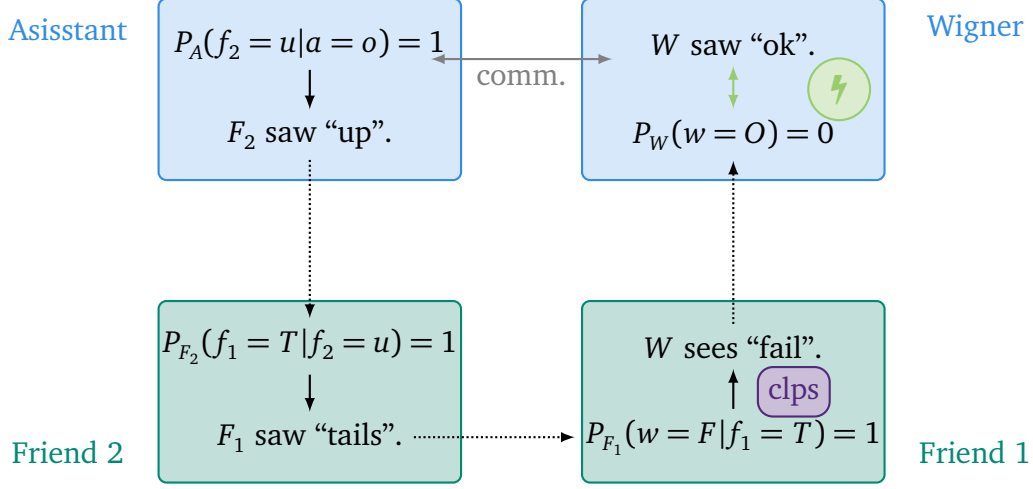 Asisstant
P_A(f_2 = u|a = o) = 1
F_2 saw “up”.
comm.
W saw “ok”.
P_W(w = O) = 0
Wigner
P_{F_2}(f_1 = T|f_2 = u) = 1
F_1 saw “tails”.
Friend 2
W sees “fail”.
clps
P_{F_1}(w = F|f_1 = T) = 1
Friend 1